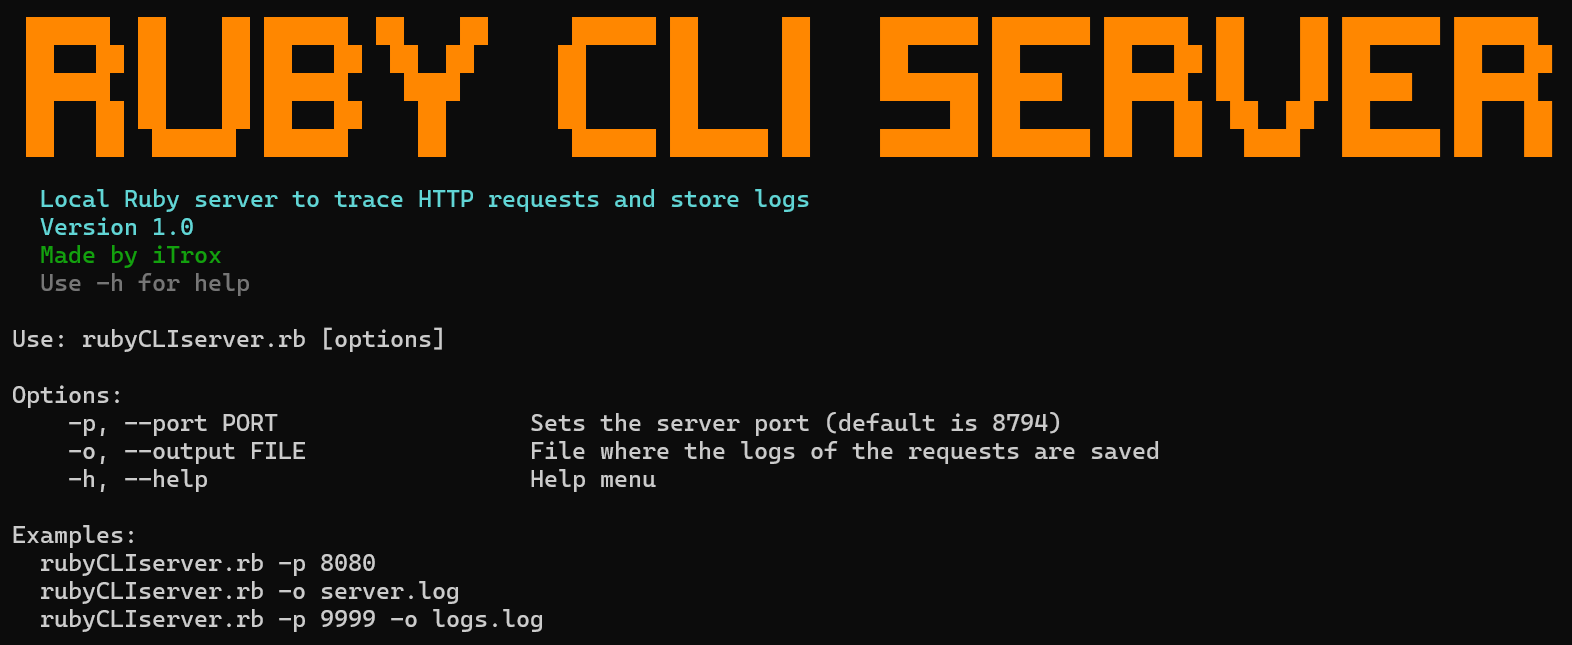 RUBY CLI SERVER
Local Ruby server to trace HTTP requests and store logs
Version 1.0
Made by iTrox
Use -h for help
Use: rubyCLIserver.rb [options]
Options:
-p, --port PORT Sets the server port (default is 8794)
-o, --output FILE File where the logs of the requests are saved
-h, --help Help menu
Examples:
rubyCLIserver.rb -p 8080
rubyCLIserver.rb -o server.log
rubyCLIserver.rb -p 9999 -o logs.log